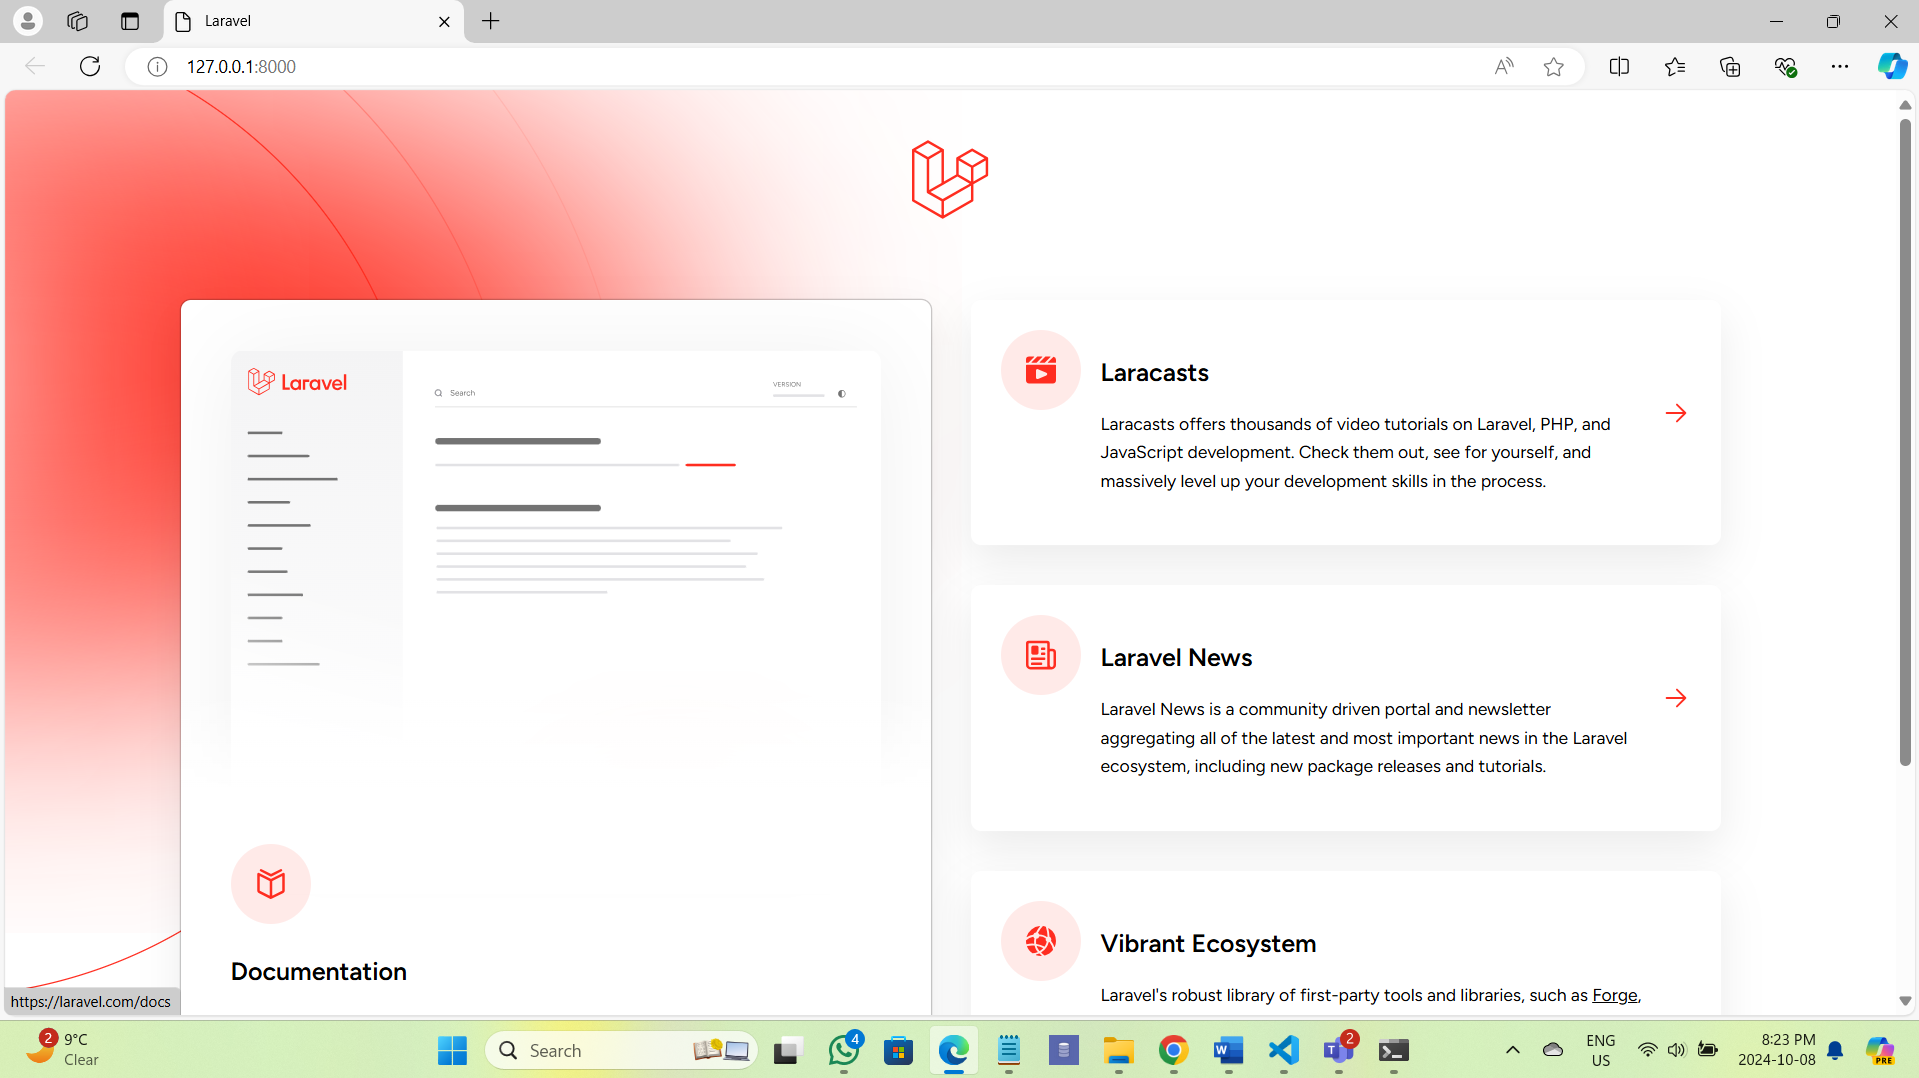 Laravel
127.0.0.1:8000
Laravel
Search
VERSION
Documentation
Laracasts
Laracasts offers thousands of video tutorials on Laravel, PHP, and
JavaScript development. Check them out, see for yourself, and
massively level up your development skills in the process.
Laravel News
Laravel News is a community driven portal and newsletter
aggregating all of the latest and most important news in the Laravel
ecosystem, including new package releases and tutorials.
Vibrant Ecosystem
Laravel's robust library of first-party tools and libraries, such as Forge,
https://laravel.com/docs
2
9°C
Clear
Search
4
2
ENG
US
8:23 PM
2024-10-08
PRE